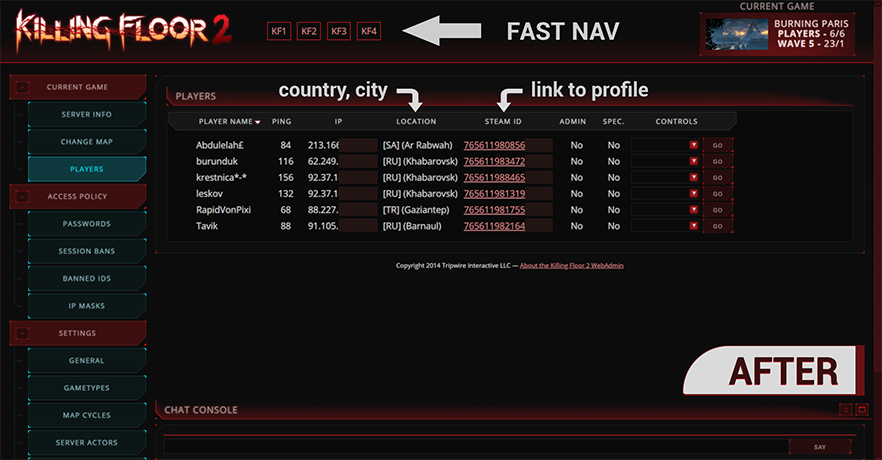 KILLING FLOOR 2
KF1 KF2 KF3 KF4
FAST NAV
CURRENT GAME
BURNING PARIS
PLAYERS - 6/6
WAVE 5 - 23/1
CURRENT GAME
SERVER INFO
CHANGE MAP
PLAYERS
ACCESS POLICY
PASSWORDS
SESSION BANS
BANNED IDS
IP MASKS
SETTINGS
GENERAL
GAMETYPES
MAP CYCLES
SERVER ACTORS
PLAYERS
country, city
link to profile
PLAYER NAME PING IP LOCATION STEAM ID ADMIN SPEC. CONTROLS
Abdulelah£ 84 213.166 [SA] (Ar Rabwah) 765611980856 No No GO
burunduk 116 62.249. [RU] (Khabarovsk) 765611983472 No No GO
krestnica*-* 156 92.37.1 [RU] (Khabarovsk) 765611988465 No No GO
leskov 132 92.37.1 [RU] (Khabarovsk) 765611981319 No No GO
RapidVonPixi 68 88.227. [TR] (Gaziantep) 765611981755 No No GO
Tavik 88 91.105. [RU] (Barnaul) 765611982164 No No GO
Copyright 2014 Tripwire Interactive LLC — About the Killing Floor 2 WebAdmin
AFTER
CHAT CONSOLE
SAY